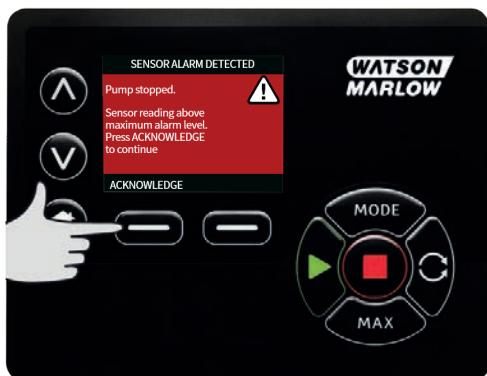 SENSOR ALARM DETECTED
Pump stopped.
Sensor reading above
maximum alarm level.
Press ACKNOWLEDGE
to continue
ACKNOWLEDGE
WATSON
MARLOW
MODE
MAX